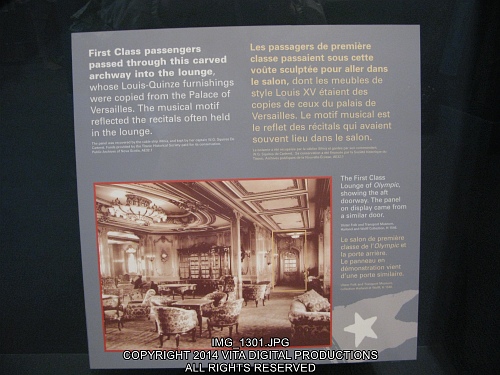 First Class passengers
passed through this carved
archway into the lounge,
whose Louis-Quinze furnishings
were copied from the Palace of
Versailles. The musical motif
reflected the recitals often held
in the lounge.
Les passagers de première
classe passaient sous cette
voûte sculptée pour aller dans
le salon, dont les meubles de
style Louis XV étaient des
copies de ceux du palais de
Versailles. Le motif musical est
le reflet des récitals qui avaient
souvent lieu dans le salon.
The First Class
Lounge of Olympic,
showing the aft
doorway. The panel
on display came from
a similar door.
Le salon de première
classe de l'Olympic et
la porte arrière.
Le panneau en
démonstration vient
d'une porte similaire.
IMG_1301.JPG
COPYRIGHT 2014 VITA DIGITAL PRODUCTIONS
ALL RIGHTS RESERVED